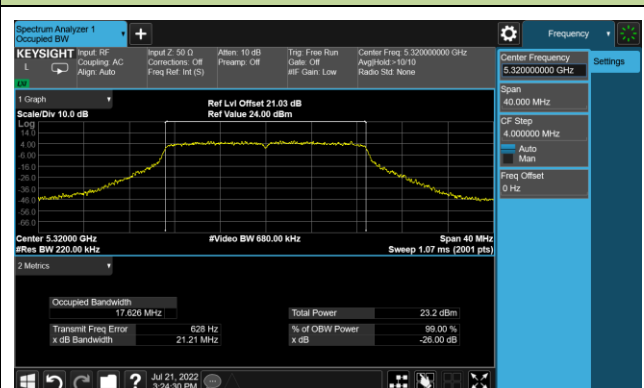 Spectrum Analyzer 1
Occupied BW
Frequency
KEYSIGHT
L
Input: RF
Coupling: AC
Align: Auto
Input Z: 50 Ω
Corrections: Off
Freq Ref: Int (S)
Atten: 10 dB
Preamp: Off
Trig: Free Run
Gate: Off
#IF Gain: Low
Center Freq: 5.320000000 GHz
Avg|Hold:>10/10
Radio Std: None
Center Frequency
5.320000000 GHz
Settings
Span
40.000 MHz
CF Step
4.000000 MHz
Auto
Man
Freq Offset
0 Hz
1 Graph
Scale/Div 10.0 dB
Ref Lvl Offset 21.03 dB
Ref Value 24.00 dBm
Log
14.0
4.00
-6.00
-16.0
-26.0
-36.0
-46.0
-56.0
-66.0
Center 5.32000 GHz
#Res BW 220.00 kHz
#Video BW 680.00 kHz
Span 40 MHz
Sweep 1.07 ms (2001 pts)
2 Metrics
Occupied Bandwidth
17.626 MHz
Total Power 23.2 dBm
Transmit Freq Error 628 Hz
% of OBW Power 99.00 %
x dB Bandwidth 21.21 MHz
x dB -26.00 dB
Jul 21, 2022
3:24:30 PM